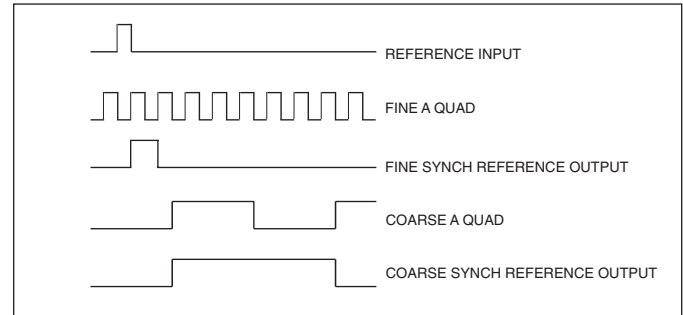 REFERENCE INPUT
FINE A QUAD
FINE SYNCH REFERENCE OUTPUT
COARSE A QUAD
COARSE SYNCH REFERENCE OUTPUT